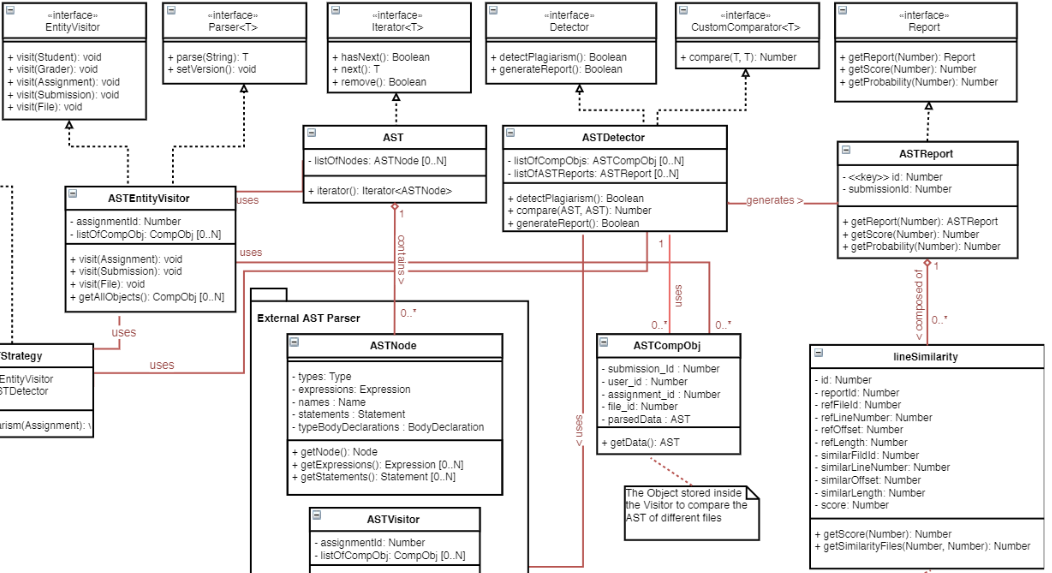 «interface»
EntityVisitor
+ visit(Student): void
+ visit(Grader): void
+ visit(Assignment): void
+ visit(Submission): void
+ visit(File): void
«interface»
Parser<T>
+ parse(String): T
+ setVersion(): void
«interface»
Iterator<T>
+ hasNext(): Boolean
+ next(): T
+ remove(): Boolean
«interface»
Detector
+ detectPlagiarism(): Boolean
+ generateReport(): Boolean
«interface»
CustomComparator<T>
+ compare(T, T): Number
«interface»
Report
+ getReport(Number): Report
+ getScore(Number): Number
+ getProbability(Number): Number
AST
- listOfNodes: ASTNode [0..N]
+ iterator(): Iterator<ASTNode>
ASTDetector
- listOfCompObjs: ASTCompObj [0..N]
- listOfASTReports: ASTReport [0..N]
+ detectPlagiarism(): Boolean
+ compare(AST, AST): Number
+ generateReport(): Boolean
ASTReport
- <<key>> id: Number
- submissionId: Number
+ getReport(Number): ASTReport
+ getScore(Number): Number
+ getProbability(Number): Number
ASTEntityVisitor
- assignmentId: Number
- listOfCompObj: CompObj [0..N]
+ visit(Assignment): void
+ visit(Submission): void
+ visit(File): void
+ getAllObjects(): CompObj [0..N]
uses
generates >
1
contains >
0..*
uses
1
uses
0..*
0..*
1
< composed of
0..*
uses
uses
uses >
Strategy
EntityVisitor
STDetector
arism(Assignment): \
External AST Parser
ASTNode
- types: Type
- expressions: Expression
- names : Name
- statements : Statement
- typeBodyDeclarations : BodyDeclaration
+ getNode(): Node
+ getExpressions(): Expression [0..N]
+ getStatements(): Statement [0..N]
ASTVisitor
- assignmentId: Number
- listOfCompObj: CompObj [0..N]
ASTCompObj
- submission_Id : Number
- user_id : Number
- assignment_id : Number
- file_id: Number
- parsedData : AST
+ getData(): AST
The Object stored inside
the Visitor to compare the
AST of different files
lineSimilarity
- id: Number
- reportId: Number
- refFileId: Number
- refLineNumber: Number
- refOffset: Number
- refLength: Number
- similarFildId: Number
- similarLineNumber: Number
- similarOffset: Number
- similarLength: Number
- score: Number
+ getScore(Number): Number
+ getSimilarityFiles(Number, Number): Number